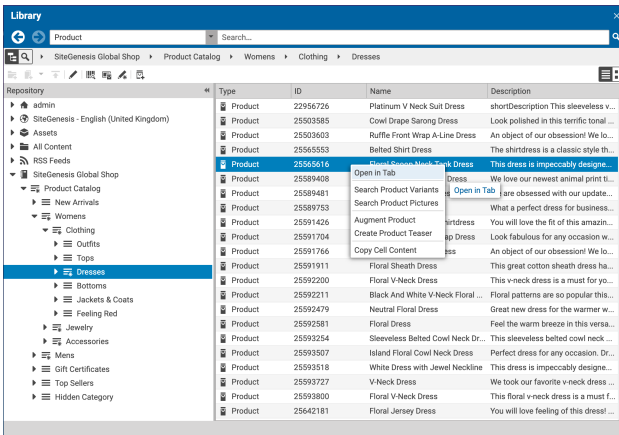 Library
Product
Search...
SiteGenesis Global Shop
Product Catalog
Womens
Clothing
Dresses
Repository
Type ID Name Description
admin
SiteGenesis - English (United Kingdom)
Assets
All Content
RSS Feeds
SiteGenesis Global Shop
Product Catalog
New Arrivals
Womens
Clothing
Outfits
Tops
Dresses
Bottoms
Jackets & Coats
Feeling Red
Jewelry
Accessories
Mens
Gift Certificates
Top Sellers
Hidden Category
Product 22956726 Platinum V Neck Suit Dress shortDescription This sleeveless v...
Product 25503585 Cowl Drape Sarong Dress Look polished in this terrific tonal ...
Product 25503603 Ruffle Front Wrap A-Line Dress An object of our obsession! We lo...
Product 25565553 Belted Shirt Dress The shirtdress is a classic style th...
Product 25565616 Floral Scoop Neck Tank Dress This dress is impeccably designe...
Product 25589408 Dress We love our newest animal print ti...
Product 25589481 are obsessed with our update...
Product 25589753 What a perfect dress for business...
Product 25591426 hirtdress You will love the fit of this amazin...
Product 25591704 ap Dress Look fabulous for any occasion w...
Product 25591766 ss An object of our obsession! We lo...
Product 25591911 Floral Sheath Dress This great cotton sheath dress ha...
Product 25592200 Floral V-Neck Dress This v-neck dress is a must for yo...
Product 25592211 Black And White V-Neck Floral ... Floral patterns are so popular this...
Product 25592479 Neutral Floral Dress Great new dress for the warmer w...
Product 25592581 Floral Dress Feel the warm breeze in this versa...
Product 25593254 Sleeveless Belted Cowl Neck Dr... This sleeveless belted cowl neck ...
Product 25593507 Island Floral Cowl Neck Dress Perfect dress for any occasion. Dr...
Product 25593518 White Dress with Jewel Neckline This dress is impeccably designe...
Product 25593727 V-Neck Dress We took our favorite v-neck dress ...
Product 25593800 Floral V-Neck Dress This floral v-neck dress is a must f...
Product 25642181 Floral Jersey Dress You will love feeling of this dress! ...
Open in Tab
Search Product Variants
Search Product Pictures
Augment Product
Create Product Teaser
Copy Cell Content
Open in Tab